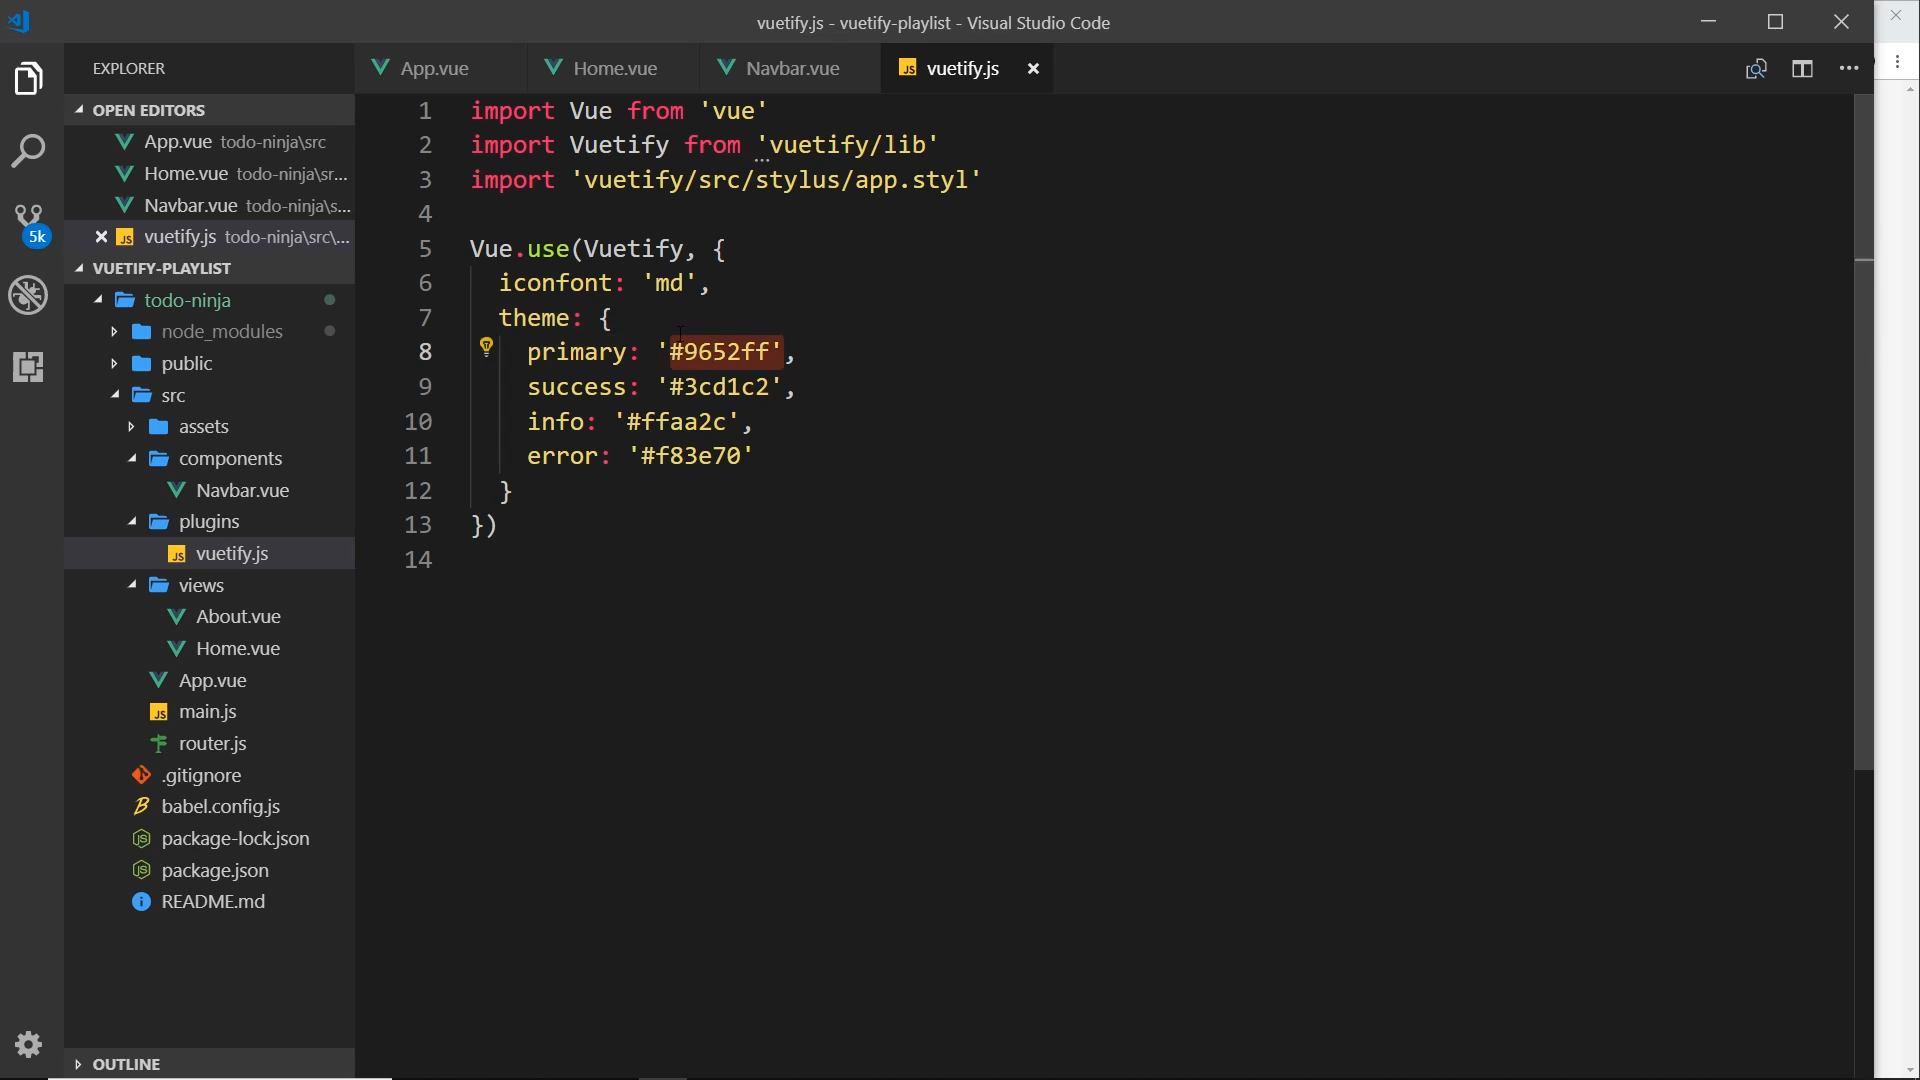 vuetify.js - vuetify-playlist - Visual Studio Code
EXPLORER
OPEN EDITORS
App.vue todo-ninja\src
Home.vue todo-ninja\sr...
Navbar.vue todo-ninja\s...
vuetify.js todo-ninja\src\...
5k
VUETIFY-PLAYLIST
todo-ninja
node_modules
public
src
assets
components
Navbar.vue
plugins
JS vuetify.js
views
About.vue
Home.vue
App.vue
JS main.js
router.js
.gitignore
babel.config.js
package-lock.json
package.json
README.md
OUTLINE
App.vue
Home.vue
Navbar.vue
JS vuetify.js
1 import Vue from 'vue'
2 import Vuetify from 'vuetify/lib'
3 import 'vuetify/src/stylus/app.styl'
4
5 Vue.use(Vuetify, {
6 iconfont: 'md',
7 theme: {
8 primary: '#9652ff',
9 success: '#3cd1c2',
10 info: '#ffaa2c',
11 error: '#f83e70'
12 }
13 })
14